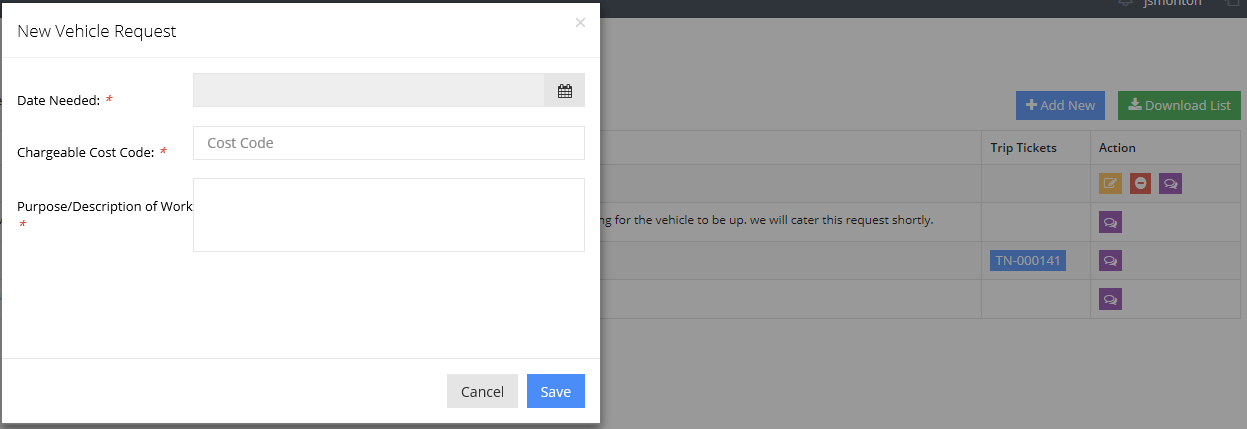 jsmonton
New Vehicle Request
×
Date Needed: *
Chargeable Cost Code: *
Cost Code
Purpose/Description of Work
*
Cancel
Save
Add New
Download List
Trip Tickets
Action
for the vehicle to be up. we will cater this request shortly.
TN-000141